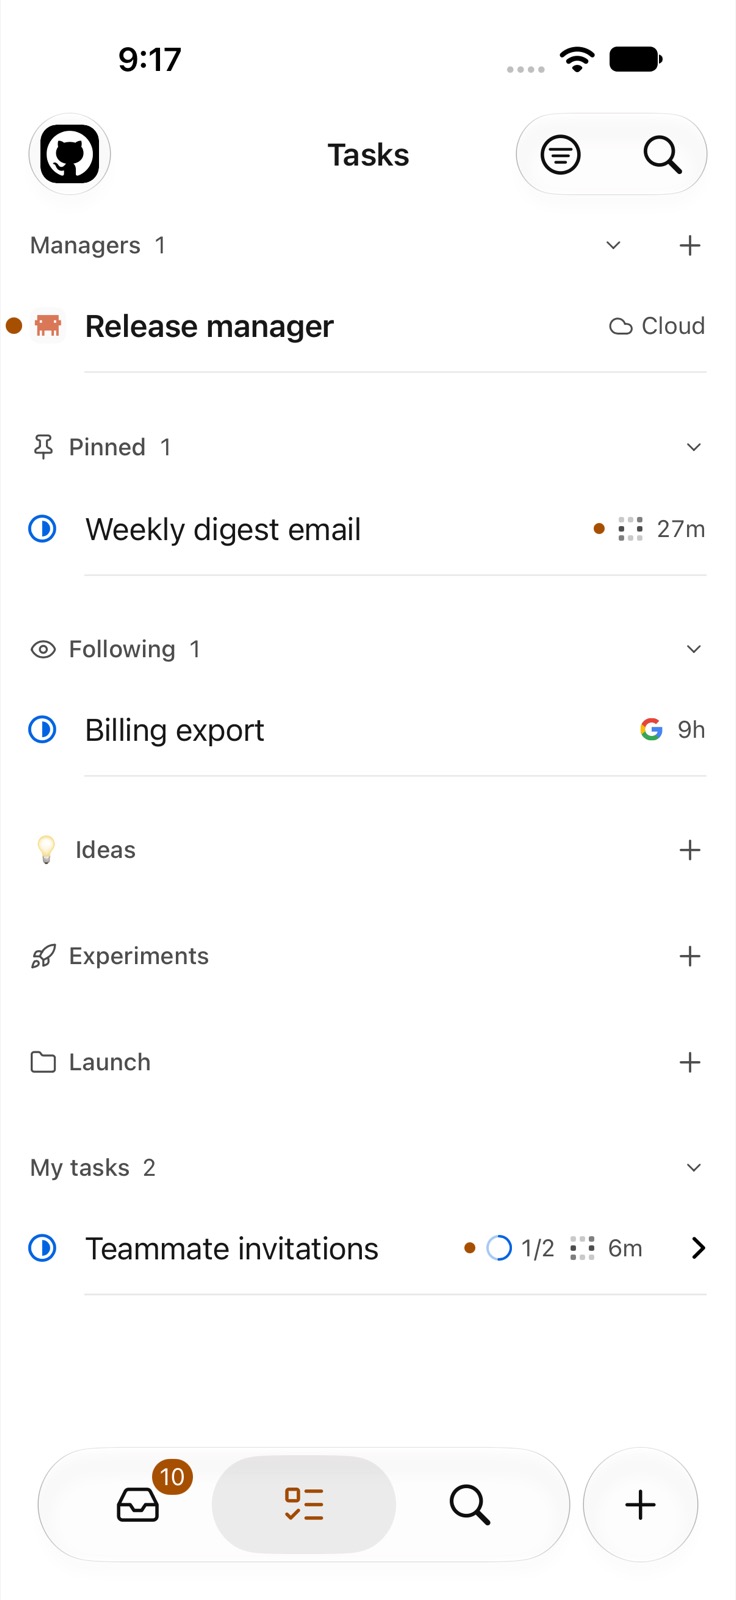 9:17
Tasks
Managers 1
Release manager Cloud
Pinned 1
Weekly digest email 27m
Following 1
Billing export 9h
Ideas
Experiments
Launch
My tasks 2
Teammate invitations 1/2 6m
10